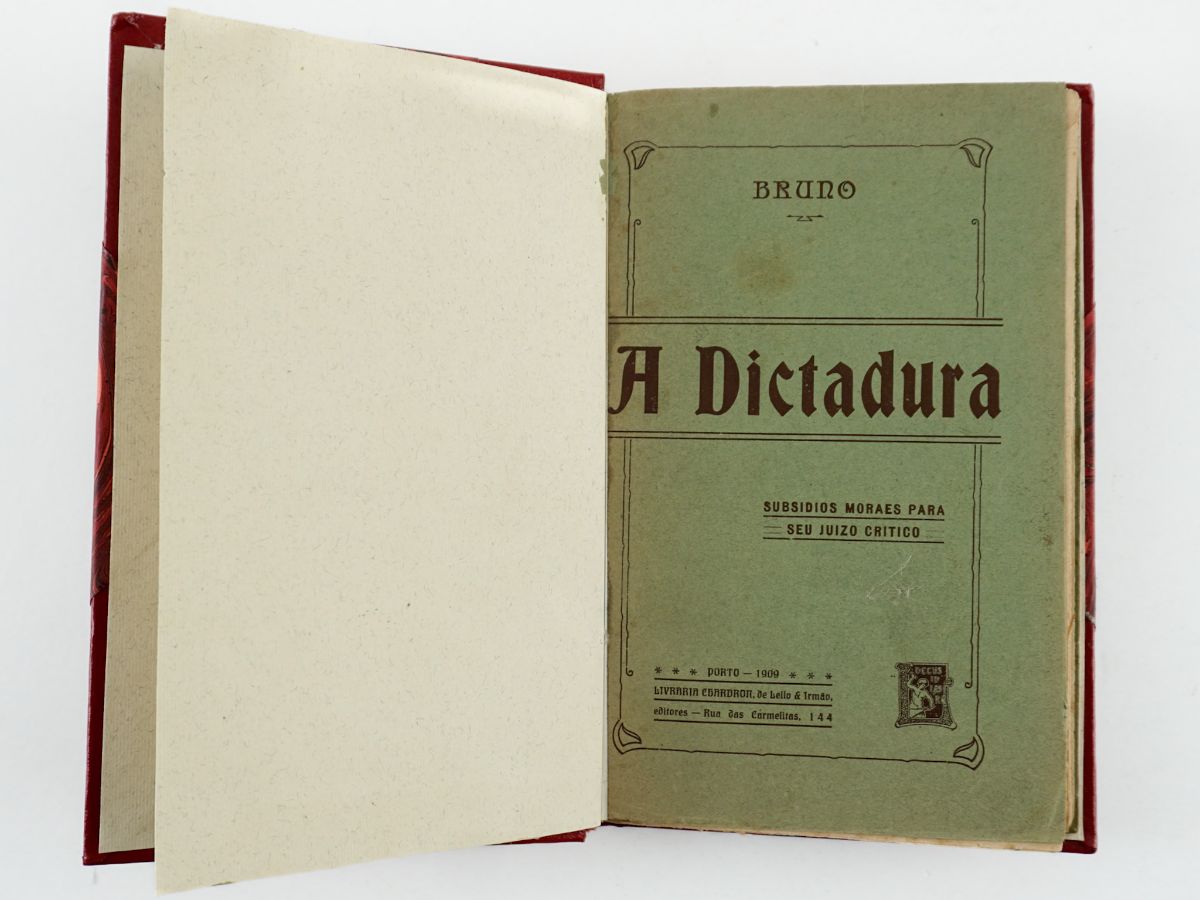 BRUNO
A Dictadura
SUBSIDIOS MORAES PARA
SEU JUIZO CRITICO
* * * PORTO — 1909 * * *
LIVRARIA CHARDRON, de Lello & Irmão,
editores — Rua das Carmelitas, 144
DECUS